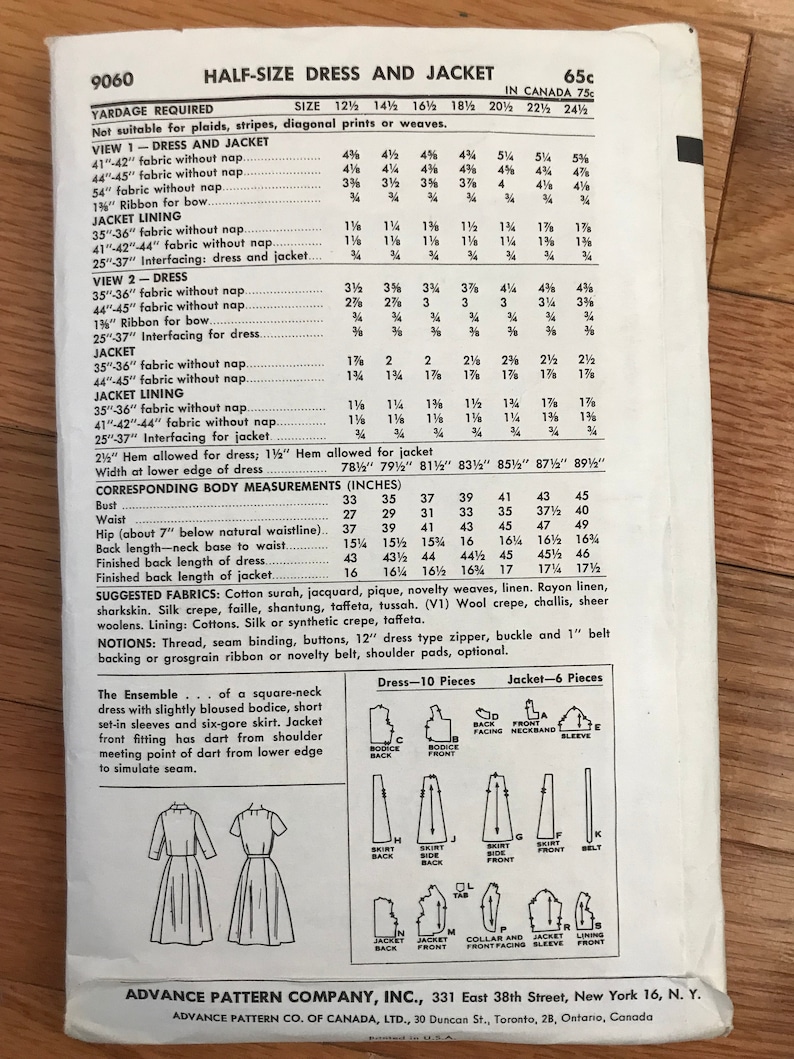 9060 HALF-SIZE DRESS AND JACKET 65c
IN CANADA 75c
YARDAGE REQUIRED SIZE 12½ 14½ 16½ 18½ 20½ 22½ 24½
Not suitable for plaids, stripes, diagonal prints or weaves.
VIEW 1 — DRESS AND JACKET
41"-42" fabric without nap 4⅜ 4½ 4⅝ 4¾ 5¼ 5¼ 5⅜
44"-45" fabric without nap 4⅛ 4¼ 4⅜ 4⅜ 4⅝ 4¾ 4⅞
54" fabric without nap 3⅜ 3½ 3⅝ 3⅞ 4 4⅛ 4⅛
1⅜" Ribbon for bow ¾ ¾ ¾ ¾ ¾ ¾ ¾
JACKET LINING
35"-36" fabric without nap 1⅛ 1¼ 1⅜ 1½ 1¾ 1⅞ 1⅞
41"-42"-44" fabric without nap 1⅛ 1⅛ 1⅛ 1⅛ 1¼ 1⅜ 1⅜
25"-37" Interfacing: dress and jacket ¾ ¾ ¾ ¾ ¾ ¾ ¾
VIEW 2 — DRESS
35"-36" fabric without nap 3½ 3⅝ 3¾ 3⅞ 4¼ 4⅜ 4⅜
44"-45" fabric without nap 2⅞ 2⅞ 3 3 3 3¼ 3⅜
1⅜" Ribbon for bow ¾ ¾ ¾ ¾ ¾ ¾ ¾
25"-37" Interfacing for dress ⅜ ⅜ ⅜ ⅜ ⅜ ⅜ ⅜
JACKET
35"-36" fabric without nap 1⅞ 2 2 2⅛ 2⅜ 2½ 2½
44"-45" fabric without nap 1¾ 1¾ 1⅞ 1⅞ 1⅞ 1⅞ 1⅞
JACKET LINING
35"-36" fabric without nap 1⅛ 1¼ 1⅜ 1½ 1¾ 1⅞ 1⅞
41"-42"-44" fabric without nap 1⅛ 1⅛ 1⅛ 1⅛ 1¼ 1⅜ 1⅜
25"-37" Interfacing for jacket ¾ ¾ ¾ ¾ ¾ ¾ ¾
2½" Hem allowed for dress; 1½" Hem allowed for jacket
Width at lower edge of dress 78½" 79½" 81½" 83½" 85½" 87½" 89½"
CORRESPONDING BODY MEASUREMENTS (INCHES)
Bust 33 35 37 39 41 43 45
Waist 27 29 31 33 35 37½ 40
Hip (about 7" below natural waistline) 37 39 41 43 45 47 49
Back length—neck base to waist 15¼ 15½ 15¾ 16 16¼ 16½ 16¾
Finished back length of dress 43 43½ 44 44½ 45 45½ 46
Finished back length of jacket 16 16¼ 16½ 16¾ 17 17¼ 17½
SUGGESTED FABRICS: Cotton surah, jacquard, pique, novelty weaves, linen. Rayon linen,
sharkskin. Silk crepe, faille, shantung, taffeta, tussah. (V1) Wool crepe, challis, sheer
woolens. Lining: Cottons. Silk or synthetic crepe, taffeta.
NOTIONS: Thread, seam binding, buttons, 12" dress type zipper, buckle and 1" belt
backing or grosgrain ribbon or novelty belt, shoulder pads, optional.
The Ensemble . . . of a square-neck
dress with slightly bloused bodice, short
set-in sleeves and six-gore skirt. Jacket
front fitting has dart from shoulder
meeting point of dart from lower edge
to simulate seam.
Dress—10 Pieces Jacket—6 Pieces
C
BODICE
BACK
B
BODICE
FRONT
D
BACK
FACING
A
FRONT
NECKBAND
E
SLEEVE
H
SKIRT
BACK
J
SKIRT
SIDE
BACK
G
SKIRT
SIDE
FRONT
F
SKIRT
FRONT
K
BELT
L
TAB
N
JACKET
BACK
M
JACKET
FRONT
P
COLLAR AND
FRONT FACING
R
JACKET
SLEEVE
S
LINING
FRONT
ADVANCE PATTERN COMPANY, INC., 331 East 38th Street, New York 16, N. Y.
ADVANCE PATTERN CO. OF CANADA, LTD., 30 Duncan St., Toronto, 2B, Ontario, Canada
Printed in U.S.A.